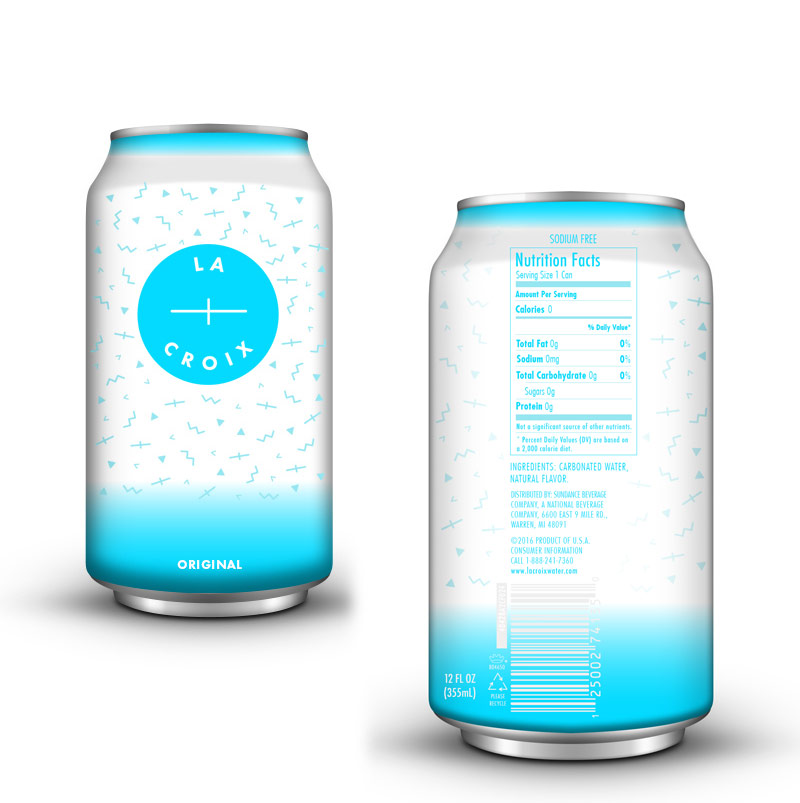 LA
CROIX
ORIGINAL
SODIUM FREE
Nutrition Facts
Serving Size 1 Can
Amount Per Serving
Calories 0
% Daily Value*
Total Fat 0g 0%
Sodium 0mg 0%
Total Carbohydrate 0g 0%
Sugars 0g
Protein 0g
Not a significant source of other nutrients.
* Percent Daily Values (DV) are based on
a 2,000 calorie diet.
INGREDIENTS: CARBONATED WATER,
NATURAL FLAVOR.
DISTRIBUTED BY: SUNDANCE BEVERAGE
COMPANY, A NATIONAL BEVERAGE
COMPANY, 6600 EAST 9 MILE RD.,
WARREN, MI 48091
©2016 PRODUCT OF U.S.A.
CONSUMER INFORMATION
CALL 1-888-241-7360
www.lacroixwater.com
12 FL OZ
(355mL)
PLEASE
RECYCLE